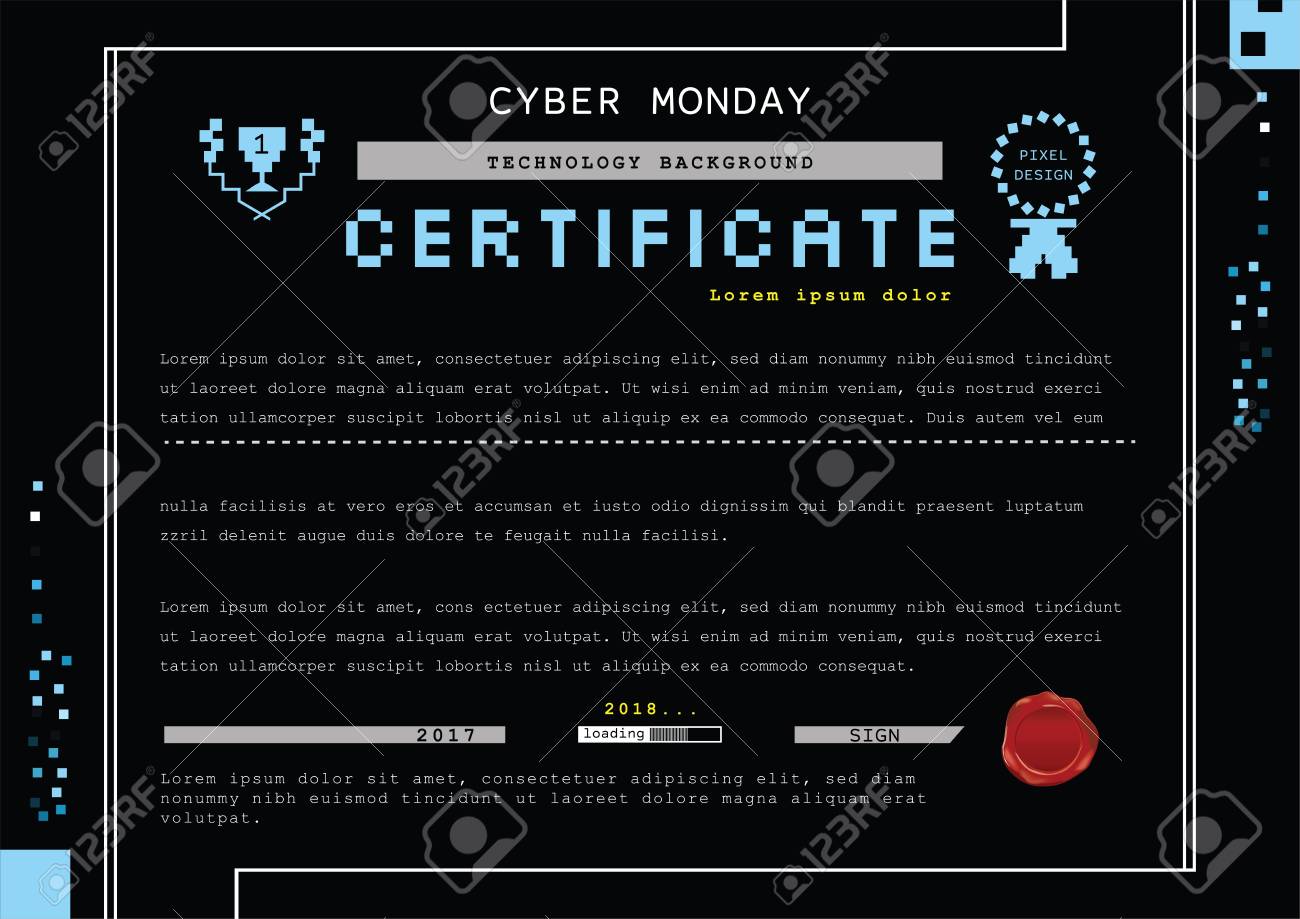 CYBER MONDAY
1
TECHNOLOGY BACKGROUND
PIXEL
DESIGN
CERTIFICATE
Lorem ipsum dolor
Lorem ipsum dolor sit amet, consectetuer adipiscing elit, sed diam nonummy nibh euismod tincidunt
ut laoreet dolore magna aliquam erat volutpat. Ut wisi enim ad minim veniam, quis nostrud exerci
tation ullamcorper suscipit lobortis nisl ut aliquip ex ea commodo consequat. Duis autem vel eum
nulla facilisis at vero eros et accumsan et iusto odio dignissim qui blandit praesent luptatum
zzril delenit augue duis dolore te feugait nulla facilisi.
Lorem ipsum dolor sit amet, cons ectetuer adipiscing elit, sed diam nonummy nibh euismod tincidunt
ut laoreet dolore magna aliquam erat volutpat. Ut wisi enim ad minim veniam, quis nostrud exerci
tation ullamcorper suscipit lobortis nisl ut aliquip ex ea commodo consequat.
2018...
2017
loading
SIGN
Lorem ipsum dolor sit amet, consectetuer adipiscing elit, sed diam
nonummy nibh euismod tincidunt ut laoreet dolore magna aliquam erat
volutpat.
123RF
123RF
123RF
123RF
123RF
123RF